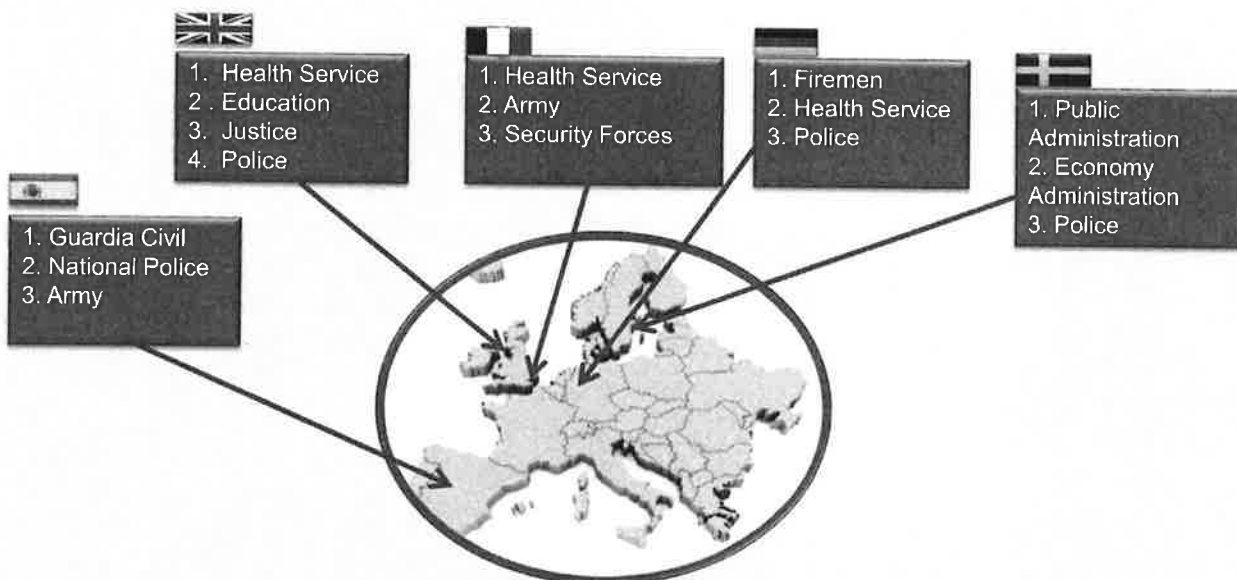 1. Health Service
2 . Education
3. Justice
4. Police
1. Health Service
2. Army
3. Security Forces
1. Firemen
2. Health Service
3. Police
1. Public
Administration
2. Economy
Administration
3. Police
1. Guardia Civil
2. National Police
3. Army